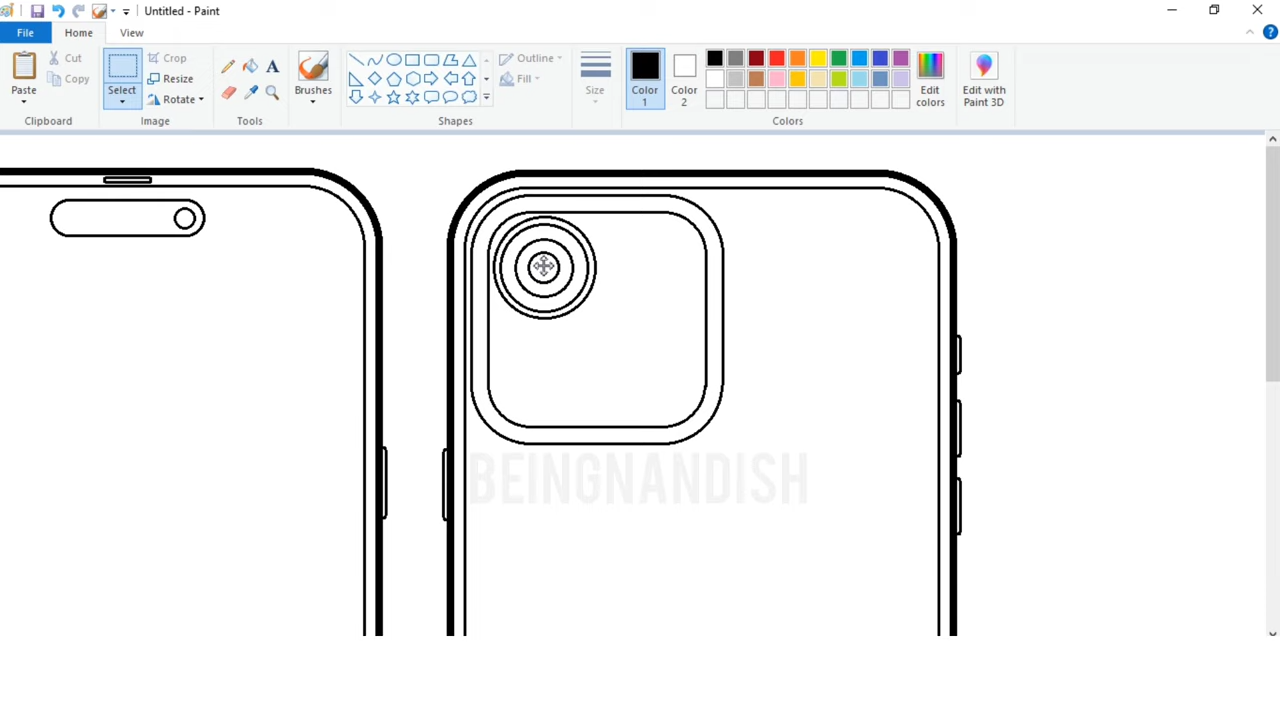 Untitled - Paint
File
Home
View
Paste
Cut
Copy
Clipboard
Select
Crop
Resize
Rotate
Image
A
Tools
Brushes
Shapes
Outline
Fill
Size
Color
1
Color
2
Edit
colors
Colors
Edit with
Paint 3D
?
BEINGNANDISH